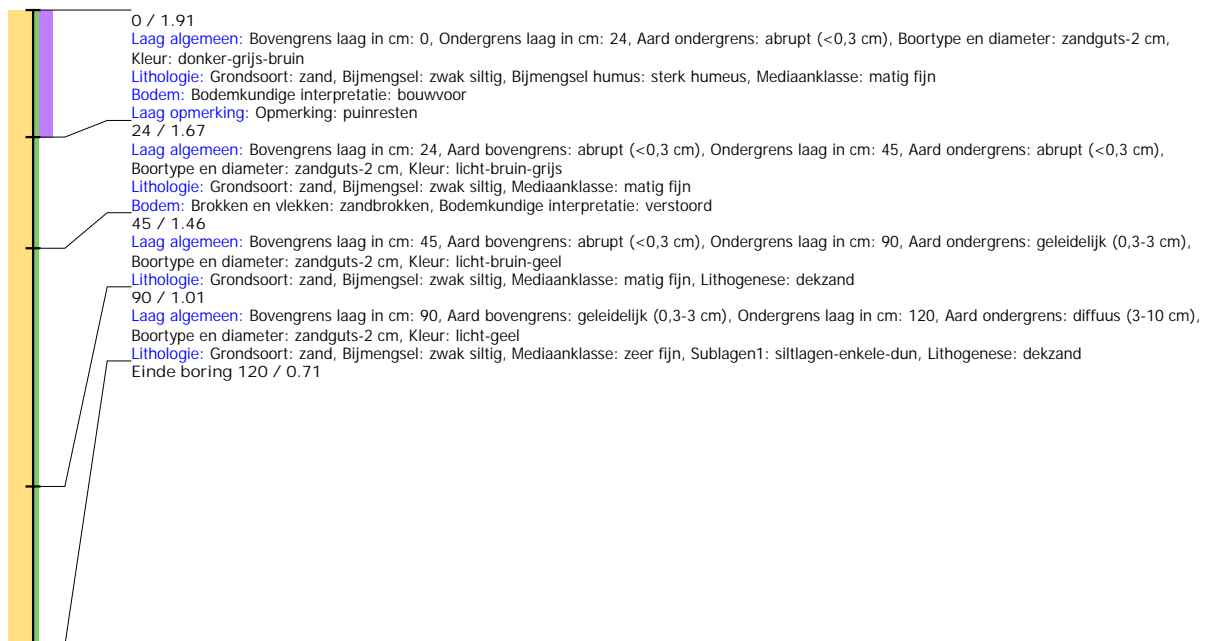 0 / 1.91
Laag algemeen: Bovengrens laag in cm: 0, Ondergrens laag in cm: 24, Aard ondergrens: abrupt (<0,3 cm), Boortype en diameter: zandguts-2 cm,
Kleur: donker-grijs-bruin
Lithologie: Grondsoort: zand, Bijmengsel: zwak siltig, Bijmengsel humus: sterk humeus, Mediaanklasse: matig fijn
Bodem: Bodemkundige interpretatie: bouwvoor
Laag opmerking: Opmerking: puinresten
24 / 1.67
Laag algemeen: Bovengrens laag in cm: 24, Aard bovengrens: abrupt (<0,3 cm), Ondergrens laag in cm: 45, Aard ondergrens: abrupt (<0,3 cm),
Boortype en diameter: zandguts-2 cm, Kleur: licht-bruin-grijs
Lithologie: Grondsoort: zand, Bijmengsel: zwak siltig, Mediaanklasse: matig fijn
Bodem: Brokken en vlekken: zandbrokken, Bodemkundige interpretatie: verstoord
45 / 1.46
Laag algemeen: Bovengrens laag in cm: 45, Aard bovengrens: abrupt (<0,3 cm), Ondergrens laag in cm: 90, Aard ondergrens: geleidelijk (0,3-3 cm),
Boortype en diameter: zandguts-2 cm, Kleur: licht-bruin-geel
Lithologie: Grondsoort: zand, Bijmengsel: zwak siltig, Mediaanklasse: matig fijn, Lithogenese: dekzand
90 / 1.01
Laag algemeen: Bovengrens laag in cm: 90, Aard bovengrens: geleidelijk (0,3-3 cm), Ondergrens laag in cm: 120, Aard ondergrens: diffuus (3-10 cm),
Boortype en diameter: zandguts-2 cm, Kleur: licht-geel
Lithologie: Grondsoort: zand, Bijmengsel: zwak siltig, Mediaanklasse: zeer fijn, Sublagen1: siltlagen-enkele-dun, Lithogenese: dekzand
Einde boring 120 / 0.71